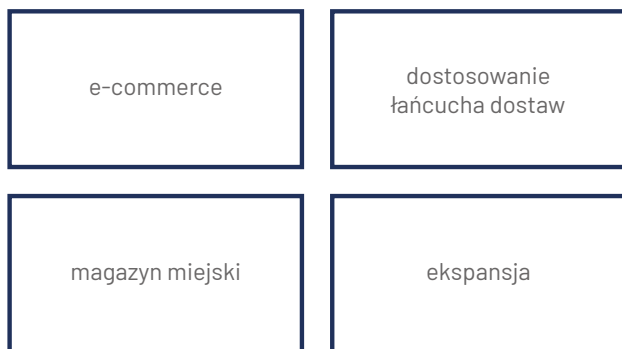 e-commerce
dostosowanie
łańcucha dostaw
magazyn miejski
ekspansja